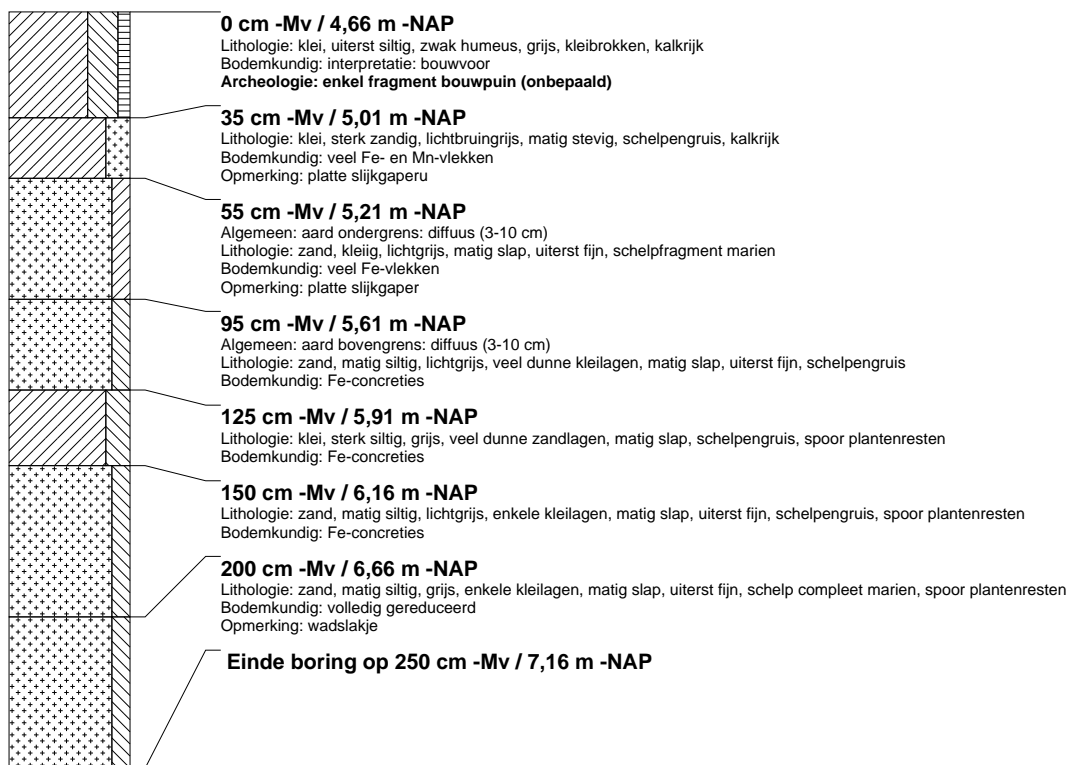 0 cm -Mv / 4,66 m -NAP
Lithologie: klei, uiterst siltig, zwak humeus, grijs, kleibrokken, kalkrijk
Bodemkundig: interpretatie: bouwvoor
Archeologie: enkel fragment bouwpuin (onbepaald)
35 cm -Mv / 5,01 m -NAP
Lithologie: klei, sterk zandig, lichtbruingrijs, matig stevig, schelpengruis, kalkrijk
Bodemkundig: veel Fe- en Mn-vlekken
Opmerking: platte slijkgaperu
55 cm -Mv / 5,21 m -NAP
Algemeen: aard ondergrens: diffuus (3-10 cm)
Lithologie: zand, kleiig, lichtgrijs, matig slap, uiterst fijn, schelpfragment marien
Bodemkundig: veel Fe-vlekken
Opmerking: platte slijkgaper
95 cm -Mv / 5,61 m -NAP
Algemeen: aard bovengrens: diffuus (3-10 cm)
Lithologie: zand, matig siltig, lichtgrijs, veel dunne kleilagen, matig slap, uiterst fijn, schelpengruis
Bodemkundig: Fe-concreties
125 cm -Mv / 5,91 m -NAP
Lithologie: klei, sterk siltig, grijs, veel dunne zandlagen, matig slap, schelpengruis, spoor plantenresten
Bodemkundig: Fe-concreties
150 cm -Mv / 6,16 m -NAP
Lithologie: zand, matig siltig, lichtgrijs, enkele kleilagen, matig slap, uiterst fijn, schelpengruis, spoor plantenresten
Bodemkundig: Fe-concreties
200 cm -Mv / 6,66 m -NAP
Lithologie: zand, matig siltig, grijs, enkele kleilagen, matig slap, uiterst fijn, schelp compleet marien, spoor plantenresten
Bodemkundig: volledig gereduceerd
Opmerking: wadslakje
Einde boring op 250 cm -Mv / 7,16 m -NAP